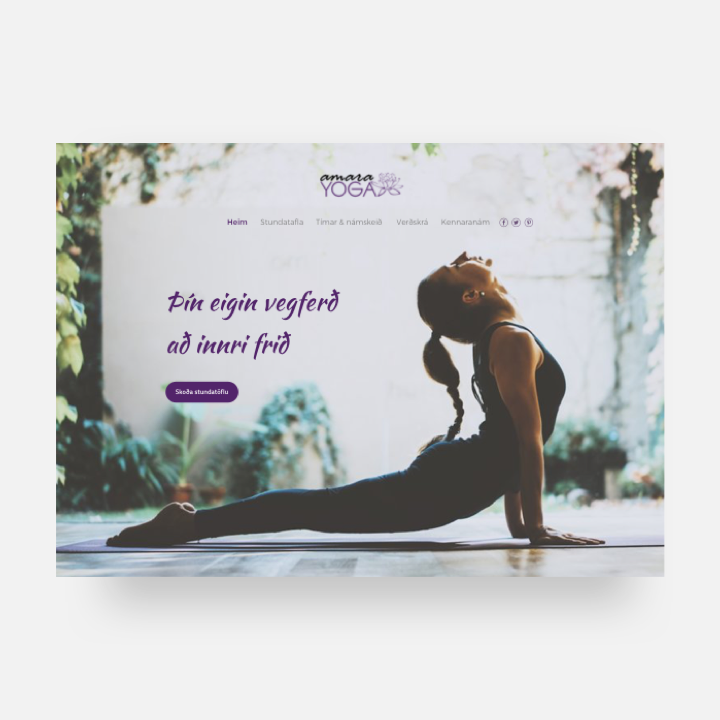 amara
YOGA
Heim Stundatafla Tímar & námskeið Verðskrá Kennaranám
Þín eigin vegferð
að innri frið
Skoða stundatöflu